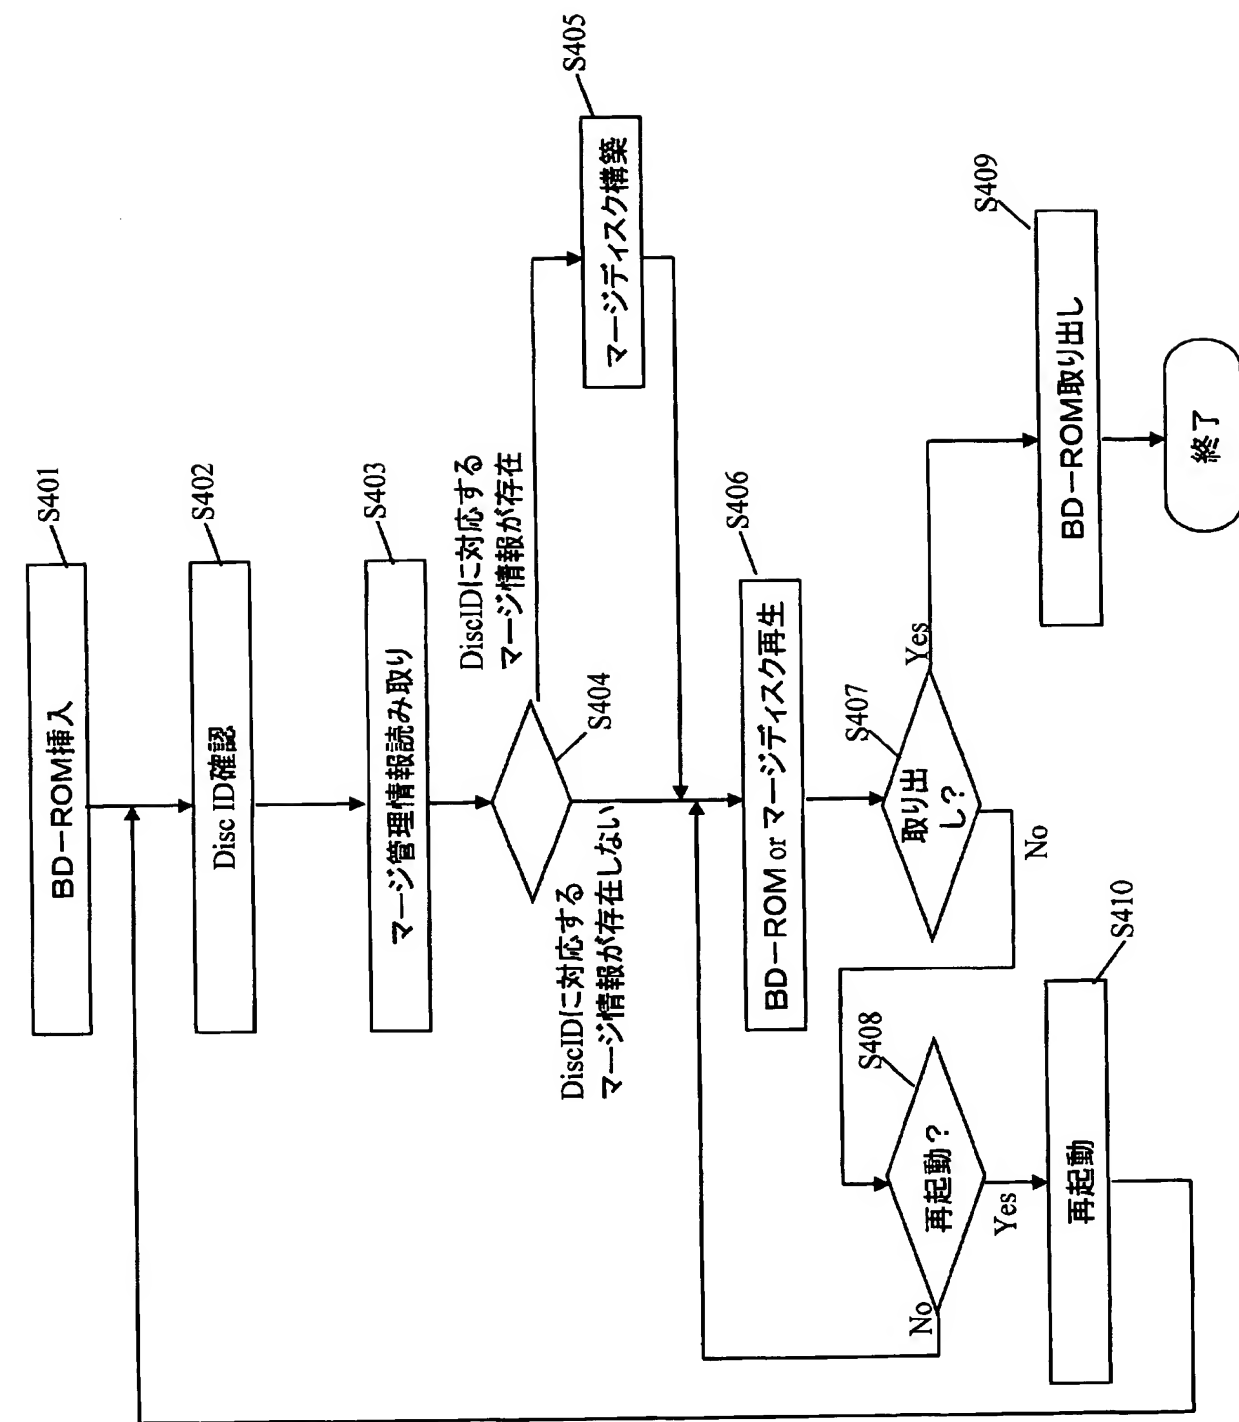 BD－ROM挿入
S401
Disc ID確認
S402
マージ管理情報読み取り
S403
S404
DiscIDに対応する
マージ情報が存在
DiscIDに対応する
マージ情報が存在しない
マージディスク構築
S405
BD－ROM or マージディスク再生
S406
取り出
し?
S407
Yes
No
再起動?
S408
Yes
No
BD－ROM取り出し
S409
再起動
S410
終了